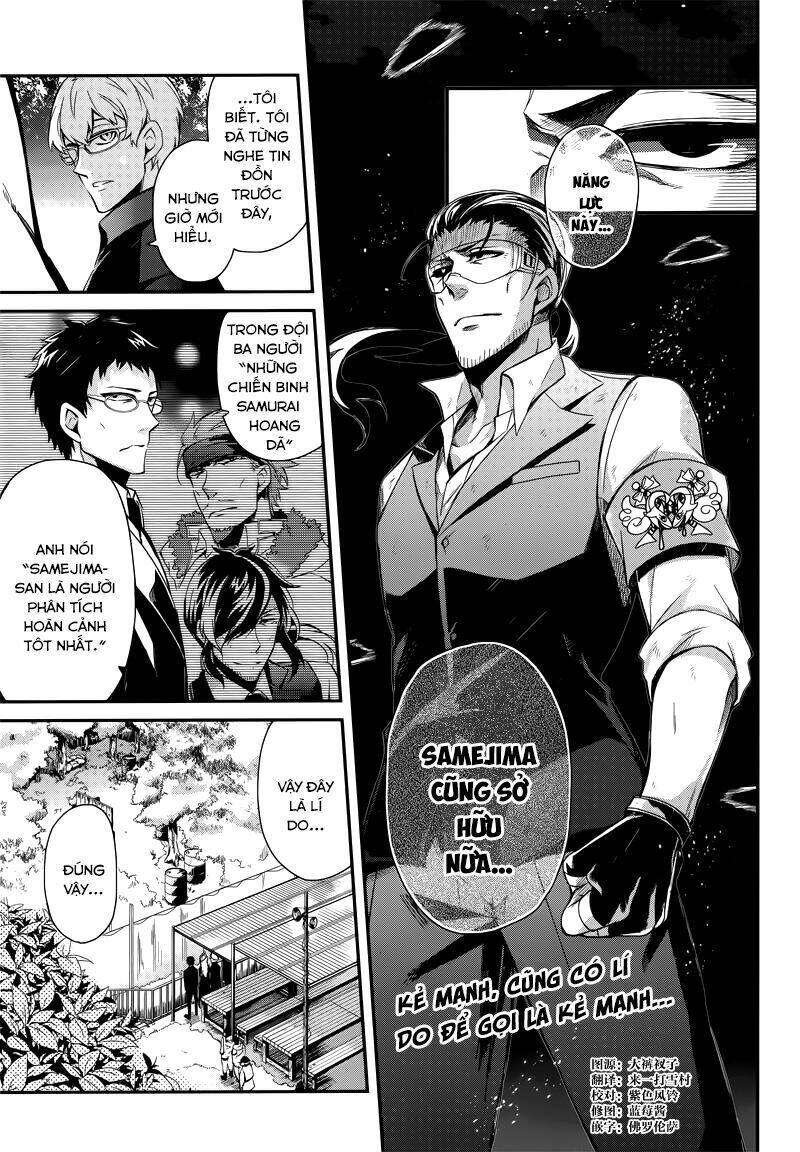 NĂNG
LỰC
NÀY...
SAMEJIMA
CŨNG SỞ
HỮU
NỮA...
KẺ MẠNH, CŨNG CÓ LÍ
DO ĐỂ GỌI LÀ KẺ MẠNH...
图源：大裤衩子
翻译：来一打雪村
校对：紫色风铃
修图：蓝莓酱
嵌字：佛罗伦萨
...TÔI
BIẾT. TÔI
ĐÃ TỪNG
NGHE TIN
ĐỒN
TRƯỚC
ĐÂY,
NHƯNG
GIỜ MỚI
HIỂU.
TRONG ĐỘI
BA NGƯỜI
"NHỮNG
CHIẾN BINH
SAMURAI
HOANG
DÃ"
ANH NÓI
"SAMEJIMA-
SAN LÀ NGƯỜI
PHÂN TÍCH
HOÀN CẢNH
TỐT NHẤT."
VẬY ĐÂY
LÀ LÍ
DO...
ĐÚNG
VẬY...